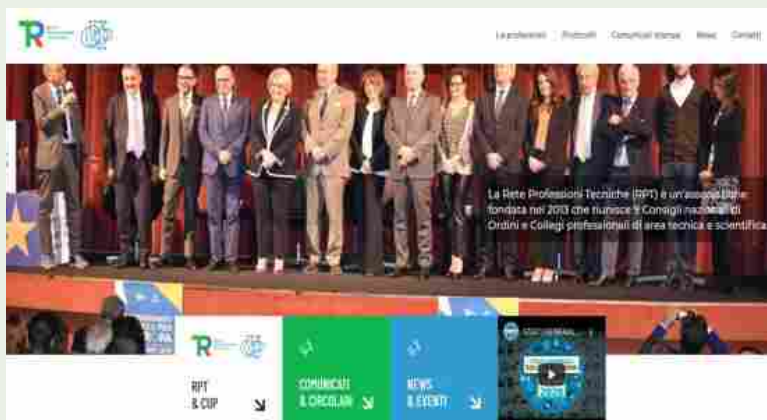 Le professioni Protocolli Comunicati stampa News Contatti
La Rete Professioni Tecniche (RPT) è un'associazione
fondata nel 2013 che riunisce 9 Consigli nazionali di
Ordini e Collegi professionali di area tecnica e scientifica
RPT
& CUP
COMUNICATI
& CIRCOLARI
NEWS
& EVENTI